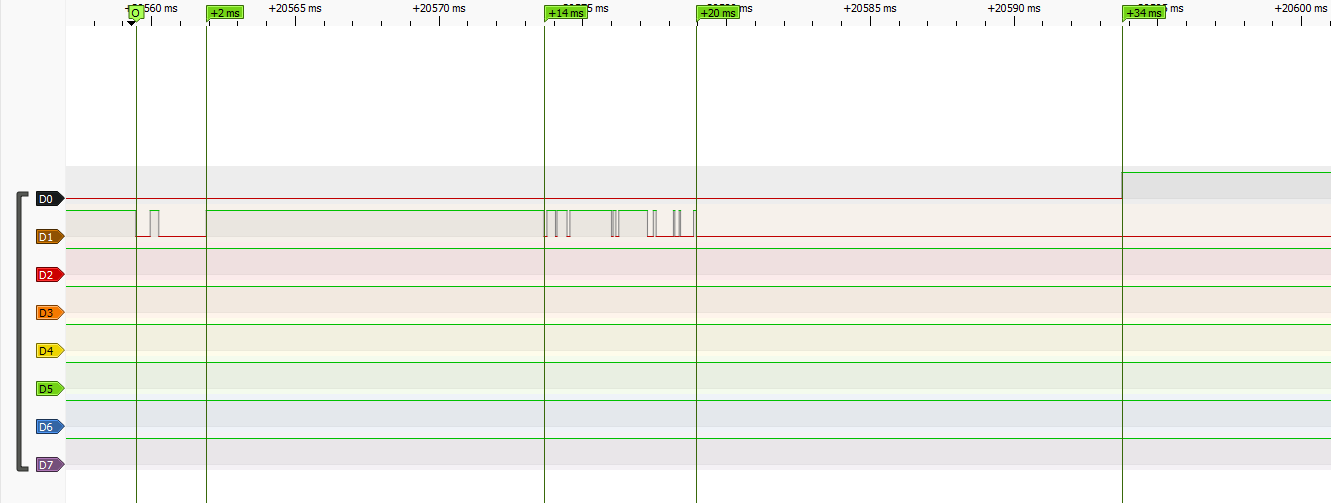 +20560 ms
+20565 ms
+20570 ms
+20585 ms
+20590 ms
+20600 ms
O
+2 ms
+14 ms
+20 ms
+34 ms
D0
D1
D2
D3
D4
D5
D6
D7